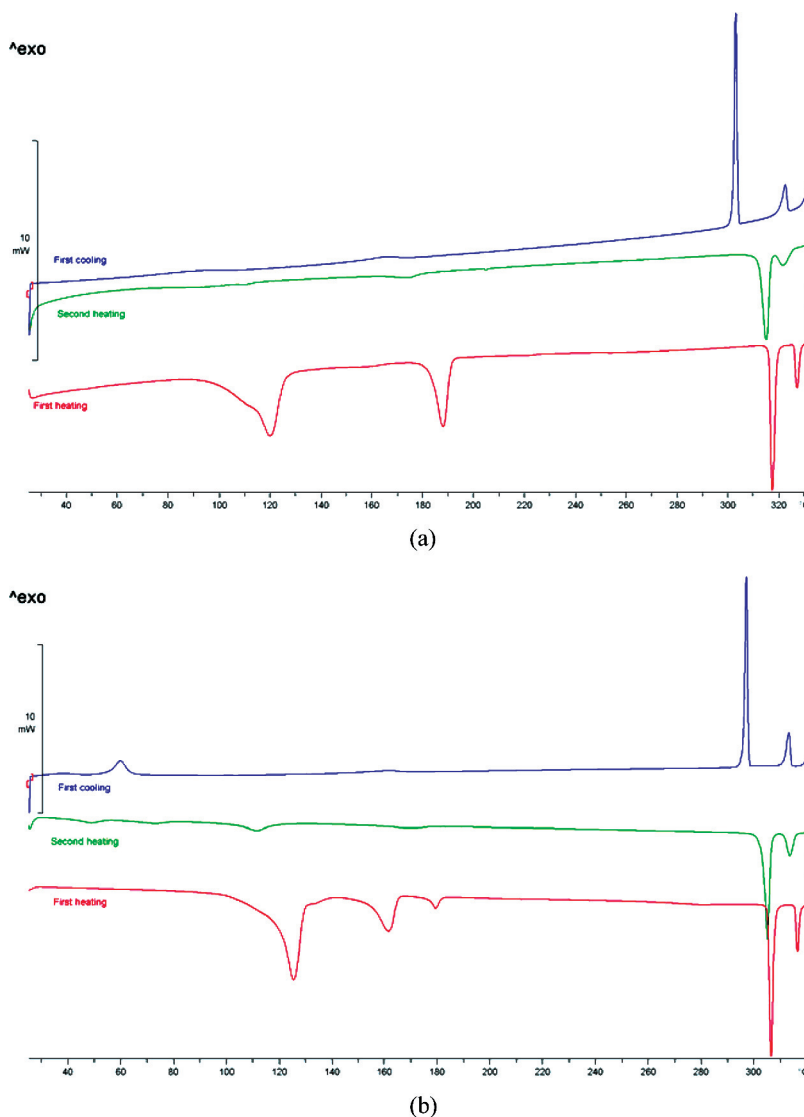 ^exo
10
mW
First cooling
Second heating
First heating
40 60 80 100 120 140 160 180 200 220 240 260 280 300 320
(a)
^exo
10
mW
First cooling
Second heating
First heating
40 60 80 100 120 140 160 180 200 220 240 260 280 300
(b)